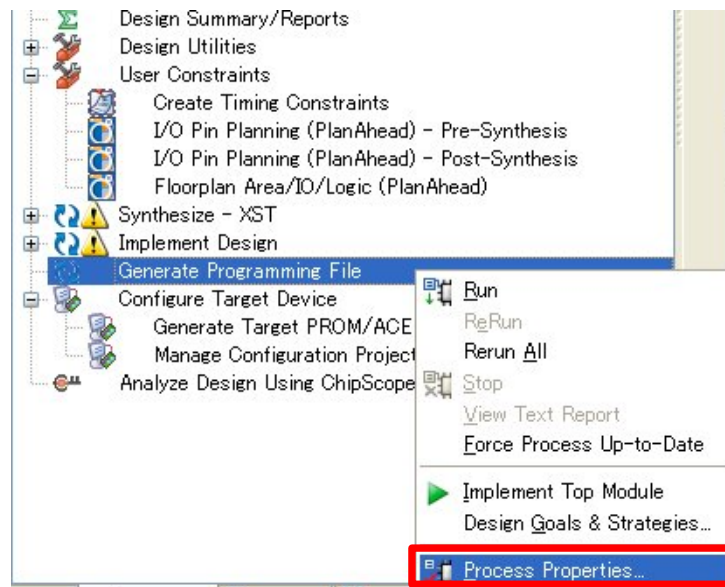 Design Summary/Reports
Design Utilities
User Constraints
Create Timing Constraints
I/O Pin Planning (PlanAhead) - Pre-Synthesis
I/O Pin Planning (PlanAhead) - Post-Synthesis
Floorplan Area/IO/Logic (PlanAhead)
Synthesize - XST
Implement Design
Generate Programming File
Configure Target Device
Generate Target PROM/ACE
Manage Configuration Project
Analyze Design Using ChipScope
Run
ReRun
Rerun All
Stop
View Text Report
Force Process Up-to-Date
Implement Top Module
Design Goals & Strategies...
Process Properties...